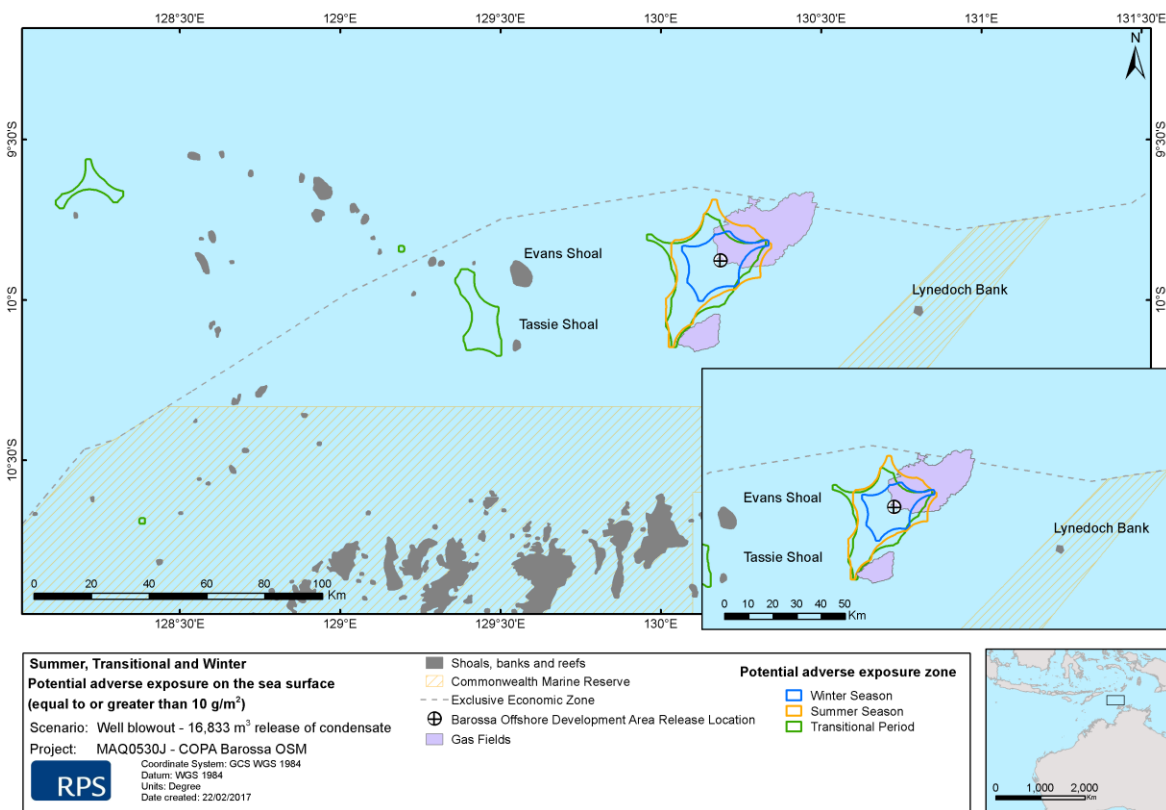 128°30'E 129°E 129°30'E 130°E 130°30'E 131°E 131°30'E
N
9°30'S 9°30'S
Evans Shoal
10°S 10°S
Lynedoch Bank
Tassie Shoal
10°30'S
Evans Shoal
Lynedoch Bank
Tassie Shoal
0 20 40 60 80 100
Km
0 10 20 30 40 50
Km
128°30'E 129°E 129°30'E 130°E 130°30'E 131°E 131°30'E
Summer, Transitional and Winter
Potential adverse exposure on the sea surface
(equal to or greater than 10 g/m²)
Scenario: Well blowout - 16,833 m³ release of condensate
Project: MAQ0530J - COPA Barossa OSM
RPS
Coordinate System: GCS WGS 1984
Datum: WGS 1984
Units: Degree
Date created: 22/02/2017
Shoals, banks and reefs
Commonwealth Marine Reserve
Exclusive Economic Zone
Barossa Offshore Development Area Release Location
Gas Fields
Potential adverse exposure zone
Winter Season
Summer Season
Transitional Period
0 1,000 2,000
Km